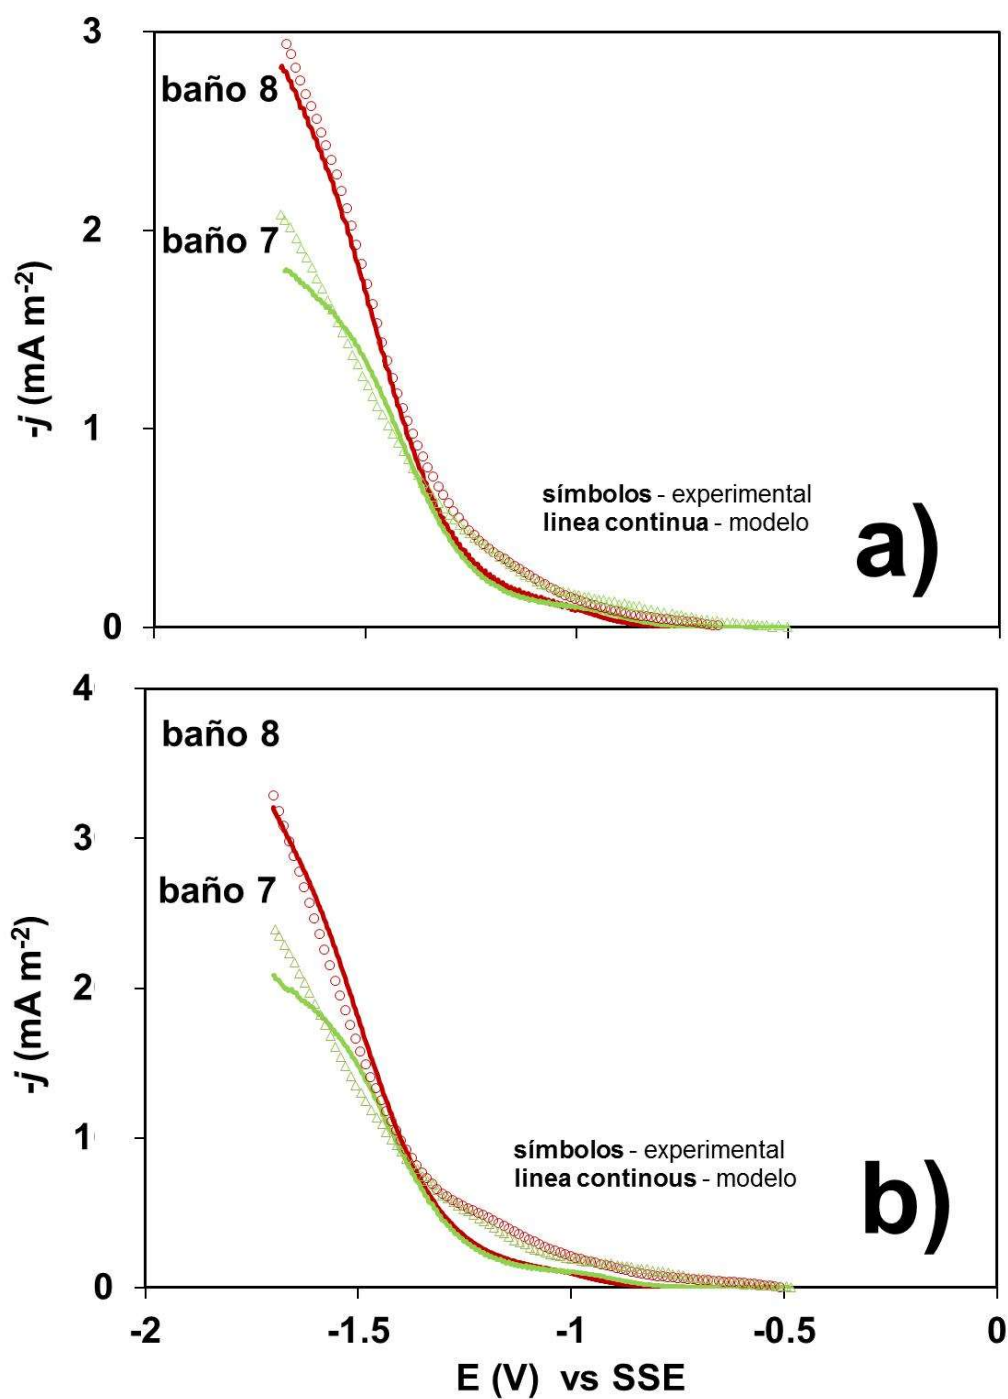 3
baño 8
2
baño 7
-j (mA m-2)
1
símbolos - experimental
linea continua - modelo
a)
0
4
baño 8
3
baño 7
-j (mA m-2)
2
1
símbolos - experimental
linea continous - modelo
b)
0
-2 -1.5 -1 -0.5 0
E (V) vs SSE